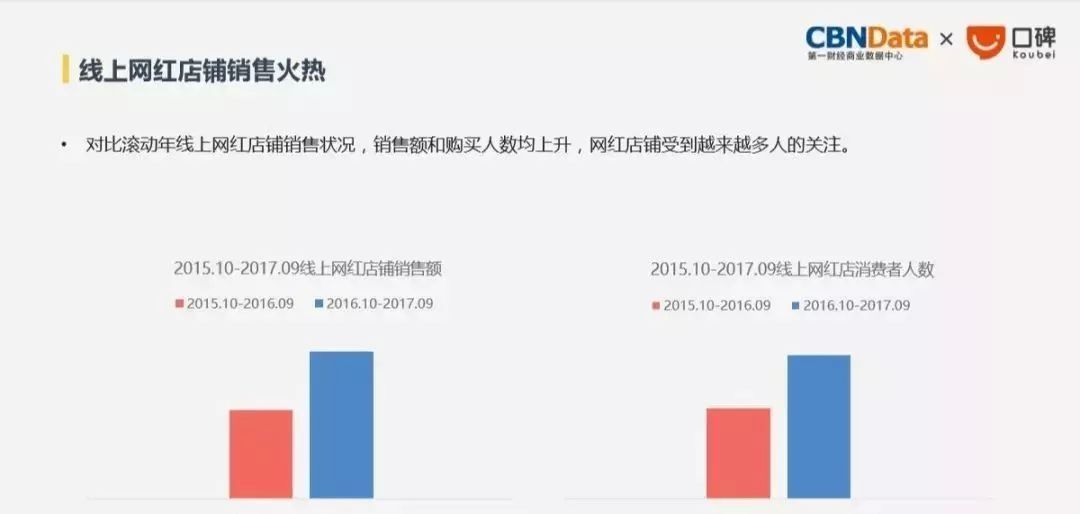 CBNData × 口碑
第一财经商业数据中心 Koubei
线上网红店铺销售火热
• 对比滚动年线上网红店铺销售状况，销售额和购买人数均上升，网红店铺受到越来越多人的关注。
2015.10-2017.09线上网红店铺销售额
2015.10-2016.09 2016.10-2017.09
2015.10-2017.09线上网红店消费者人数
2015.10-2016.09 2016.10-2017.09